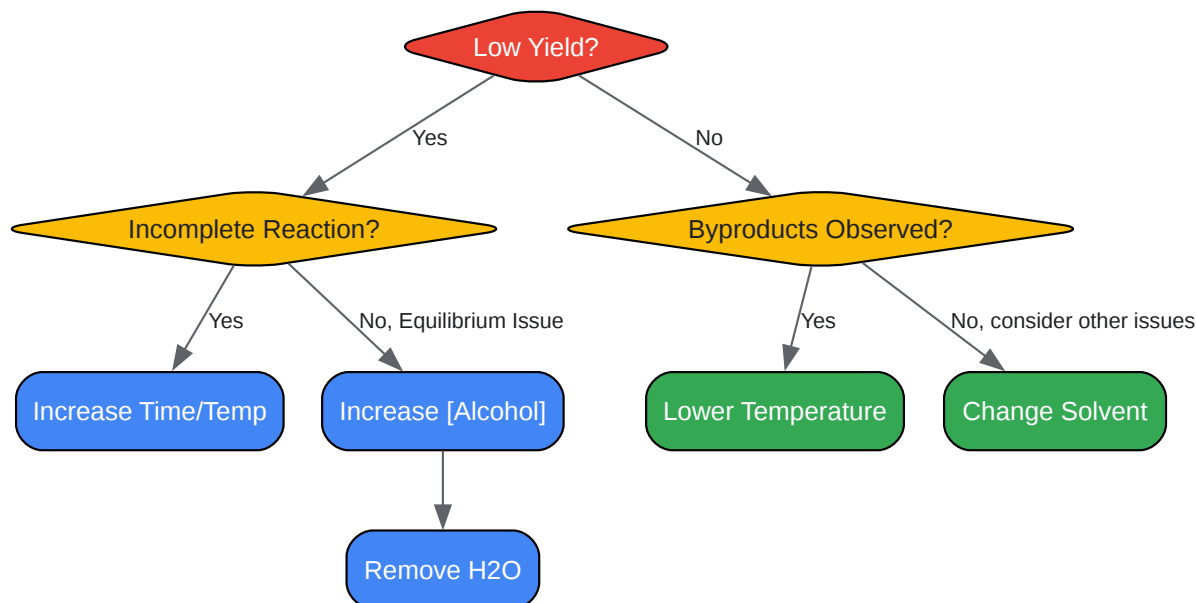 Low Yield?
Yes
No
Incomplete Reaction?
Byproducts Observed?
Yes
No, Equilibrium Issue
Yes
No, consider other issues
Increase Time/Temp
Increase [Alcohol]
Lower Temperature
Change Solvent
Remove H2O